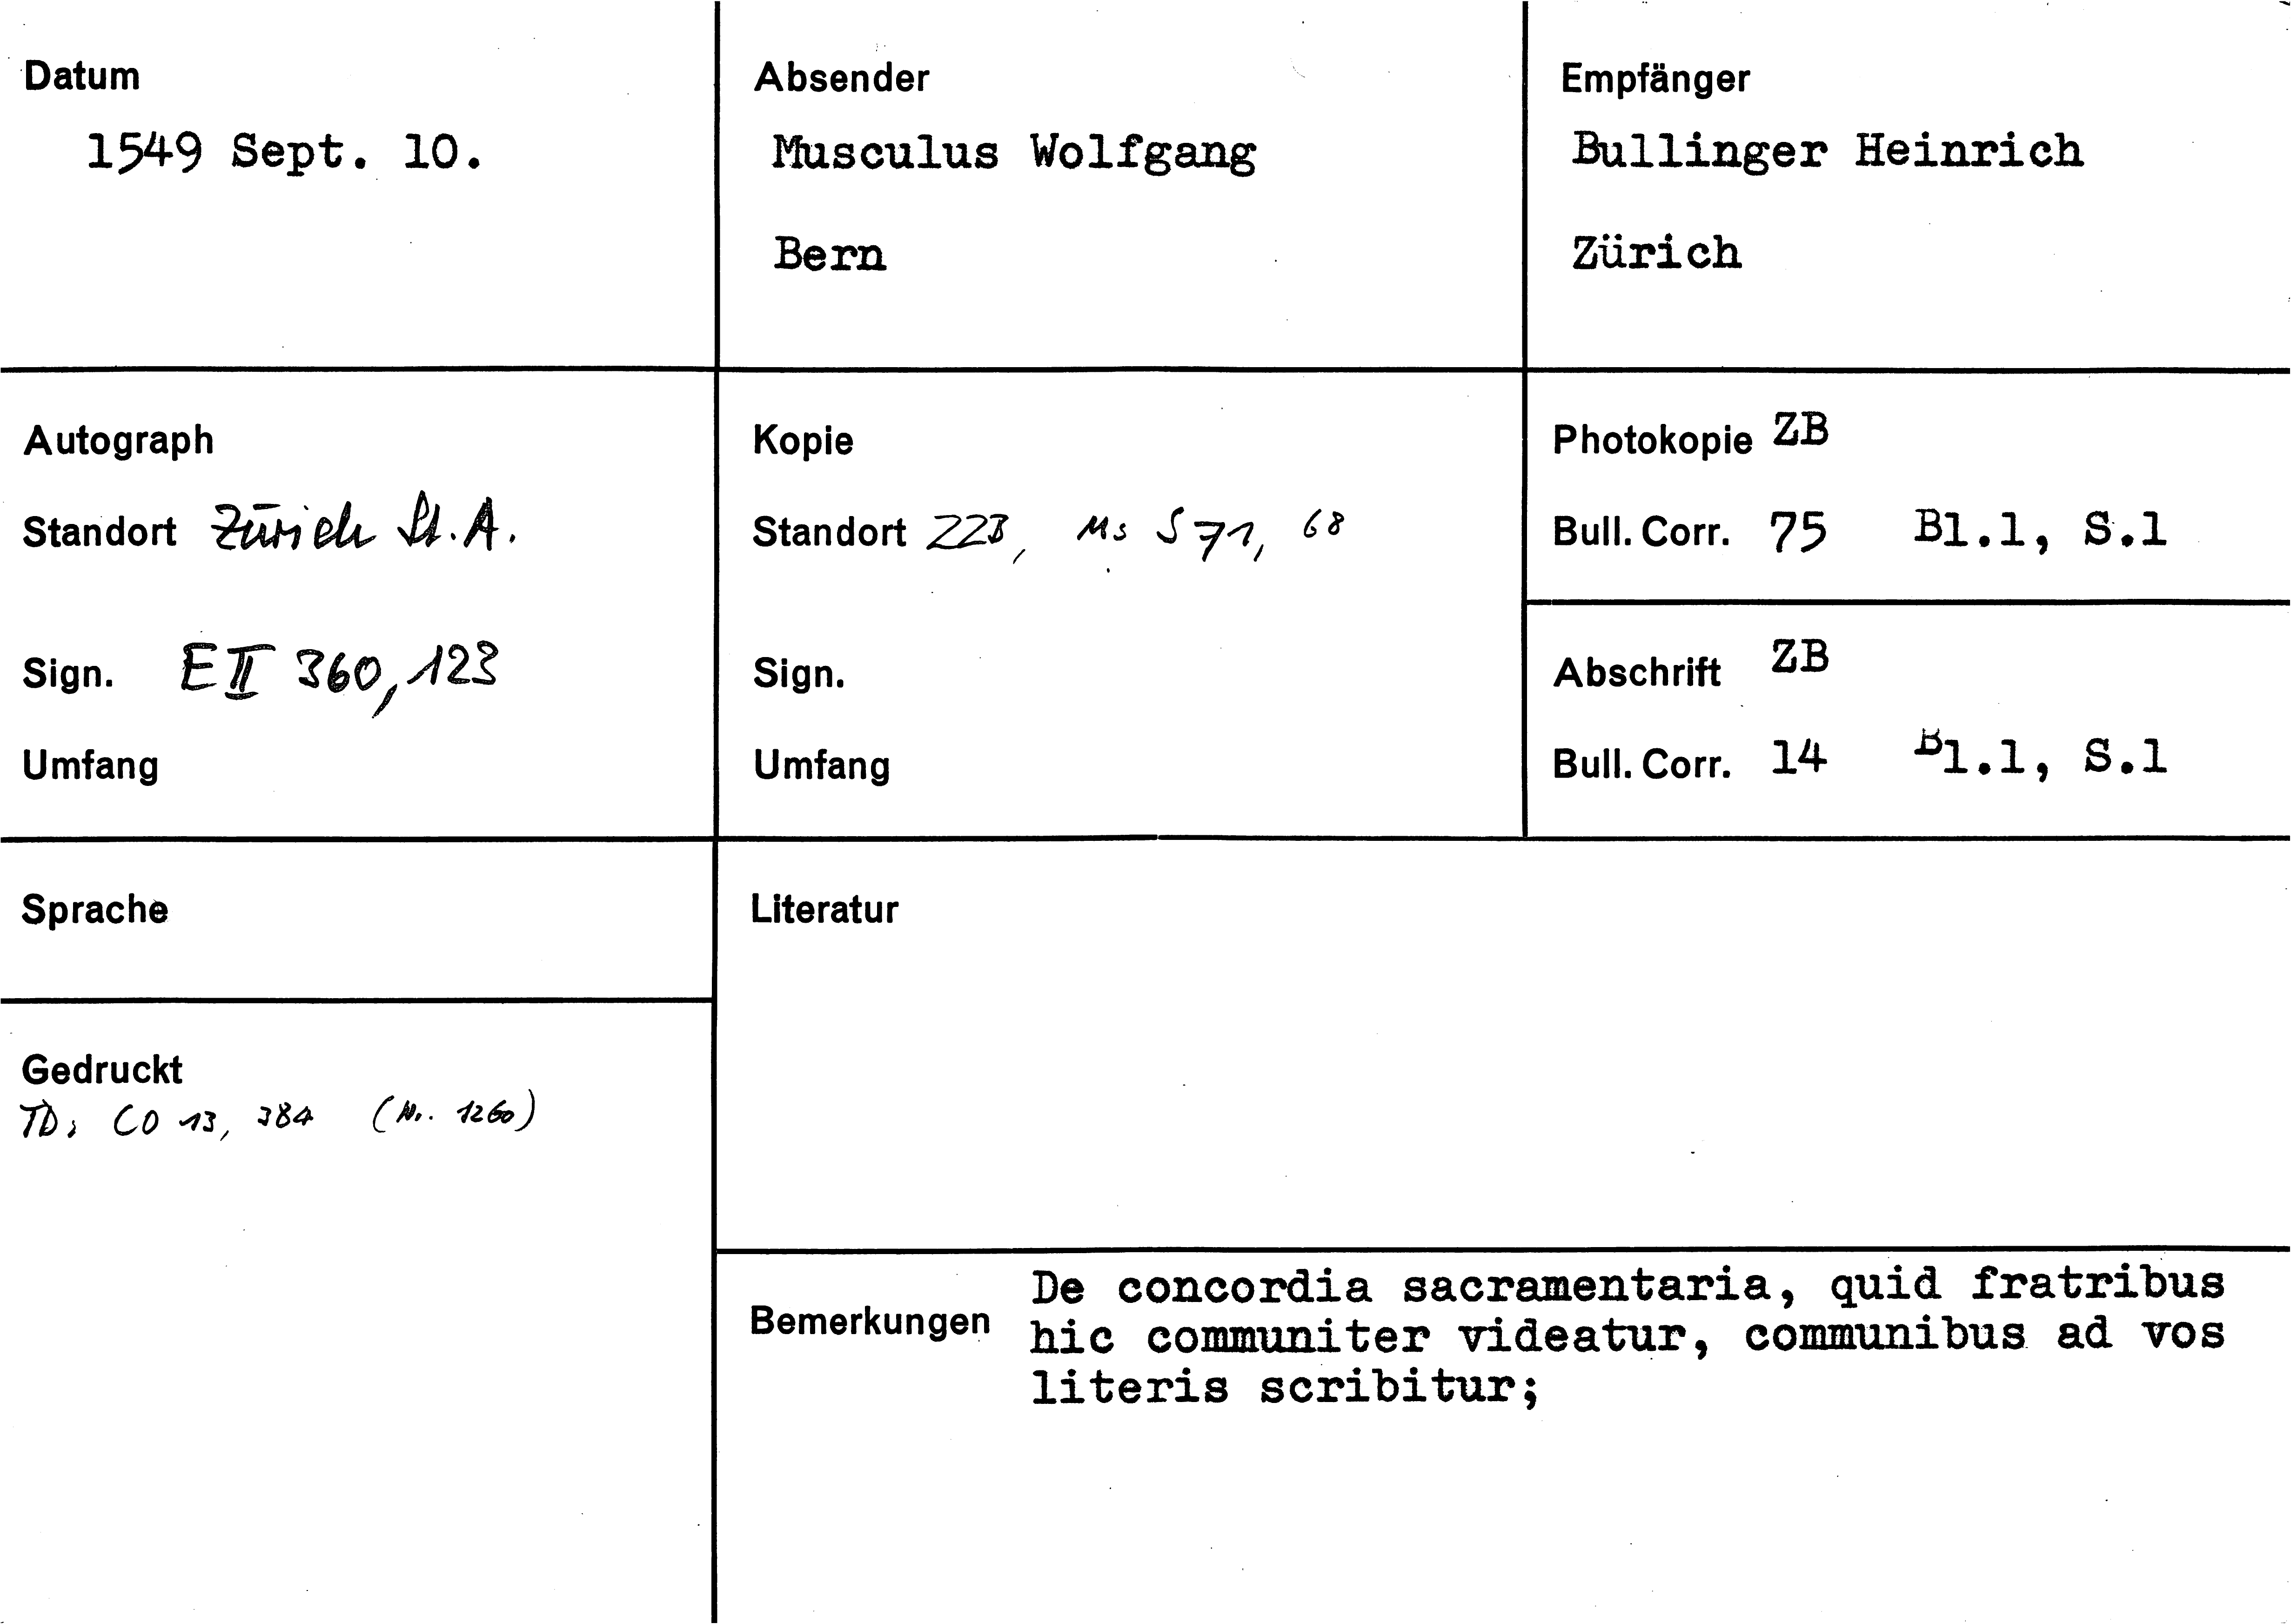 Datum
1549 Sept. 10.
Absender
Musculus Wolfgang
Bern
Empfänger
Bullinger Heinrich
Zürich
Autograph
Standort Zürich St.A.
Sign. E II 360, 123
Umfang
Kopie
Standort ZZB, Ms S 71, 68
Sign.
Umfang
Photokopie ZB
Bull. Corr. 75 Bl.1, S.1
Abschrift ZB
Bull. Corr. 14 Bl.1, S.1
Sprache
Gedruckt
TD: CO 13, 384 (Nr. 1260)
Literatur
Bemerkungen
De concordia sacramentaria, quid fratribus
hic communiter videatur, communibus ad vos
literis scribitur;